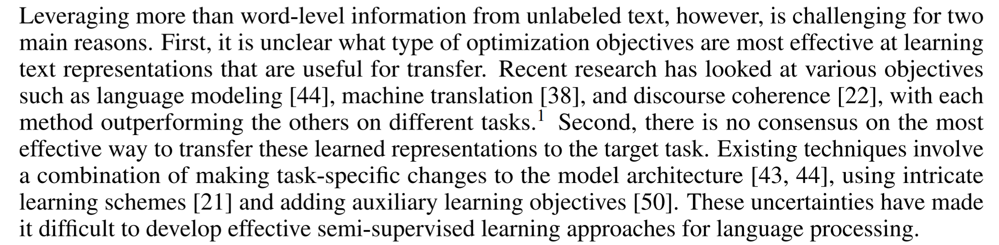 Leveraging more than word-level information from unlabeled text, however, is challenging for two
main reasons. First, it is unclear what type of optimization objectives are most effective at learning
text representations that are useful for transfer. Recent research has looked at various objectives
such as language modeling [44], machine translation [38], and discourse coherence [22], with each
method outperforming the others on different tasks.1 Second, there is no consensus on the most
effective way to transfer these learned representations to the target task. Existing techniques involve
a combination of making task-specific changes to the model architecture [43, 44], using intricate
learning schemes [21] and adding auxiliary learning objectives [50]. These uncertainties have made
it difficult to develop effective semi-supervised learning approaches for language processing.